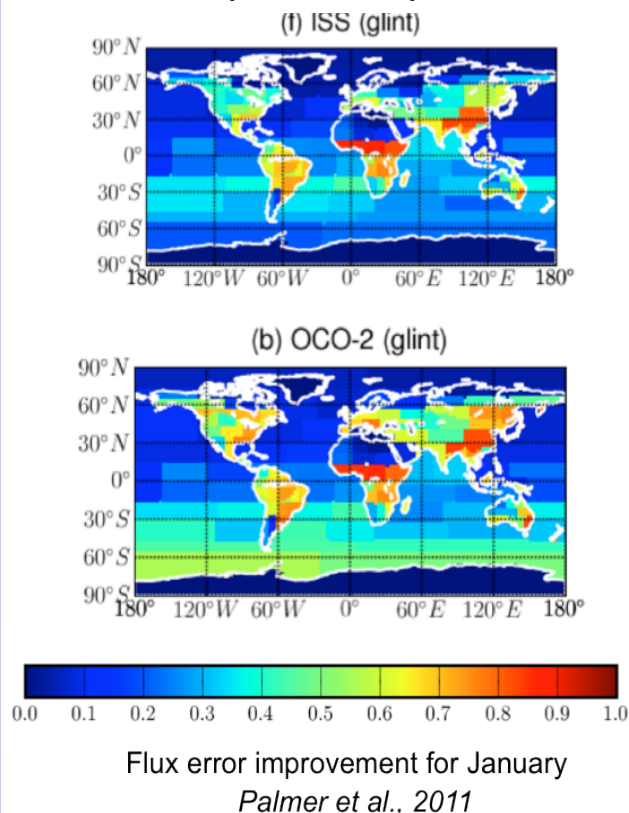 (f) ISS (glint)
90° N
60° N
30° N
0°
30° S
60° S
90° S
180° 120° W 60° W 0° 60° E 120° E 180°
(b) OCO-2 (glint)
90° N
60° N
30° N
0°
30° S
60° S
90° S
180° 120° W 60° W 0° 60° E 120° E 180°
0.0 0.1 0.2 0.3 0.4 0.5 0.6 0.7 0.8 0.9 1.0
Flux error improvement for January
Palmer et al., 2011